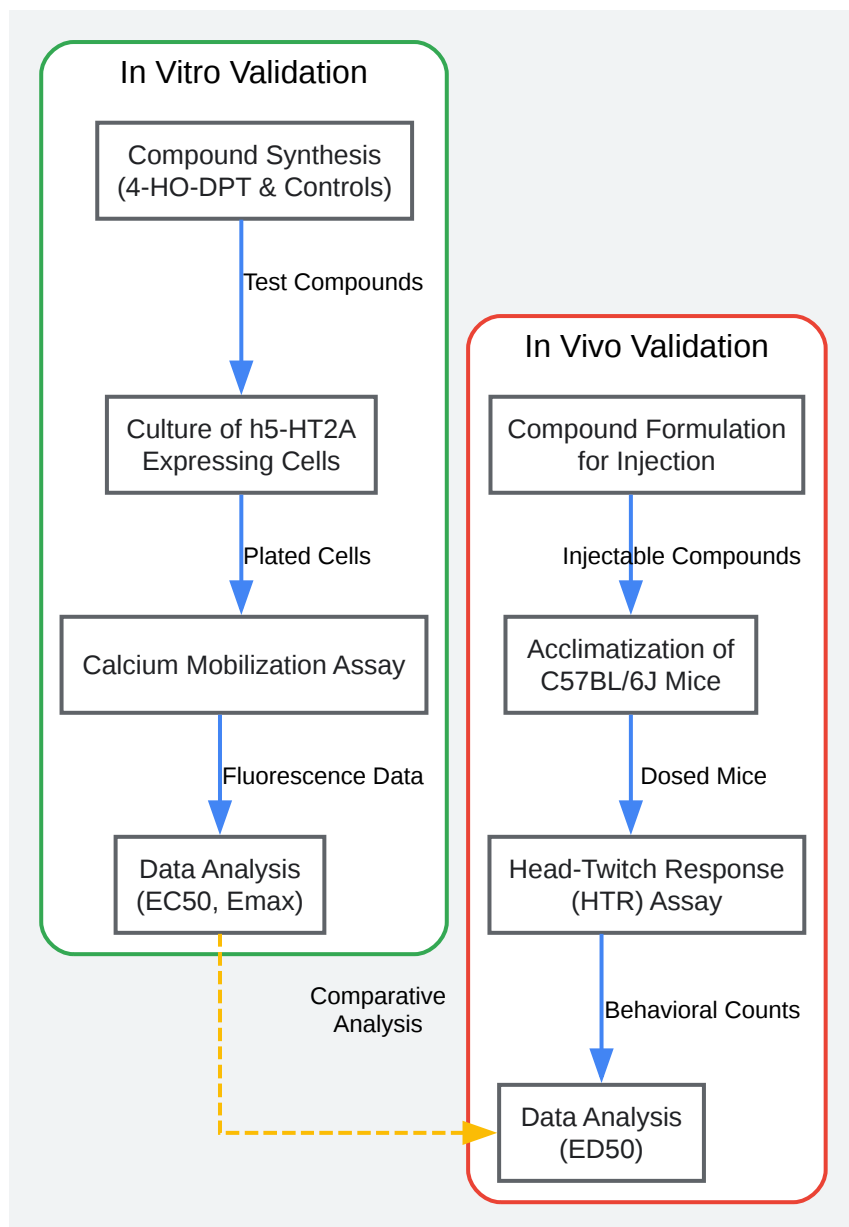 In Vitro Validation
Compound Synthesis
(4-HO-DPT & Controls)
Test Compounds
Culture of h5-HT2A
Expressing Cells
Plated Cells
Calcium Mobilization Assay
Fluorescence Data
Data Analysis
(EC50, Emax)
Comparative
Analysis
In Vivo Validation
Compound Formulation
for Injection
Injectable Compounds
Acclimatization of
C57BL/6J Mice
Dosed Mice
Head-Twitch Response
(HTR) Assay
Behavioral Counts
Data Analysis
(ED50)